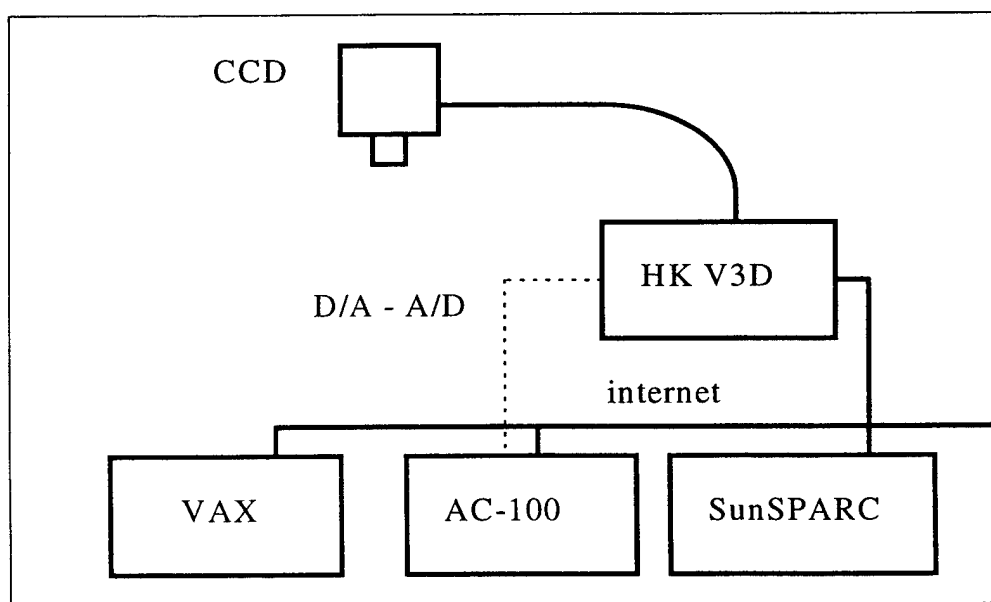 CCD
HK V3D
D/A - A/D
internet
VAX
AC-100
SunSPARC